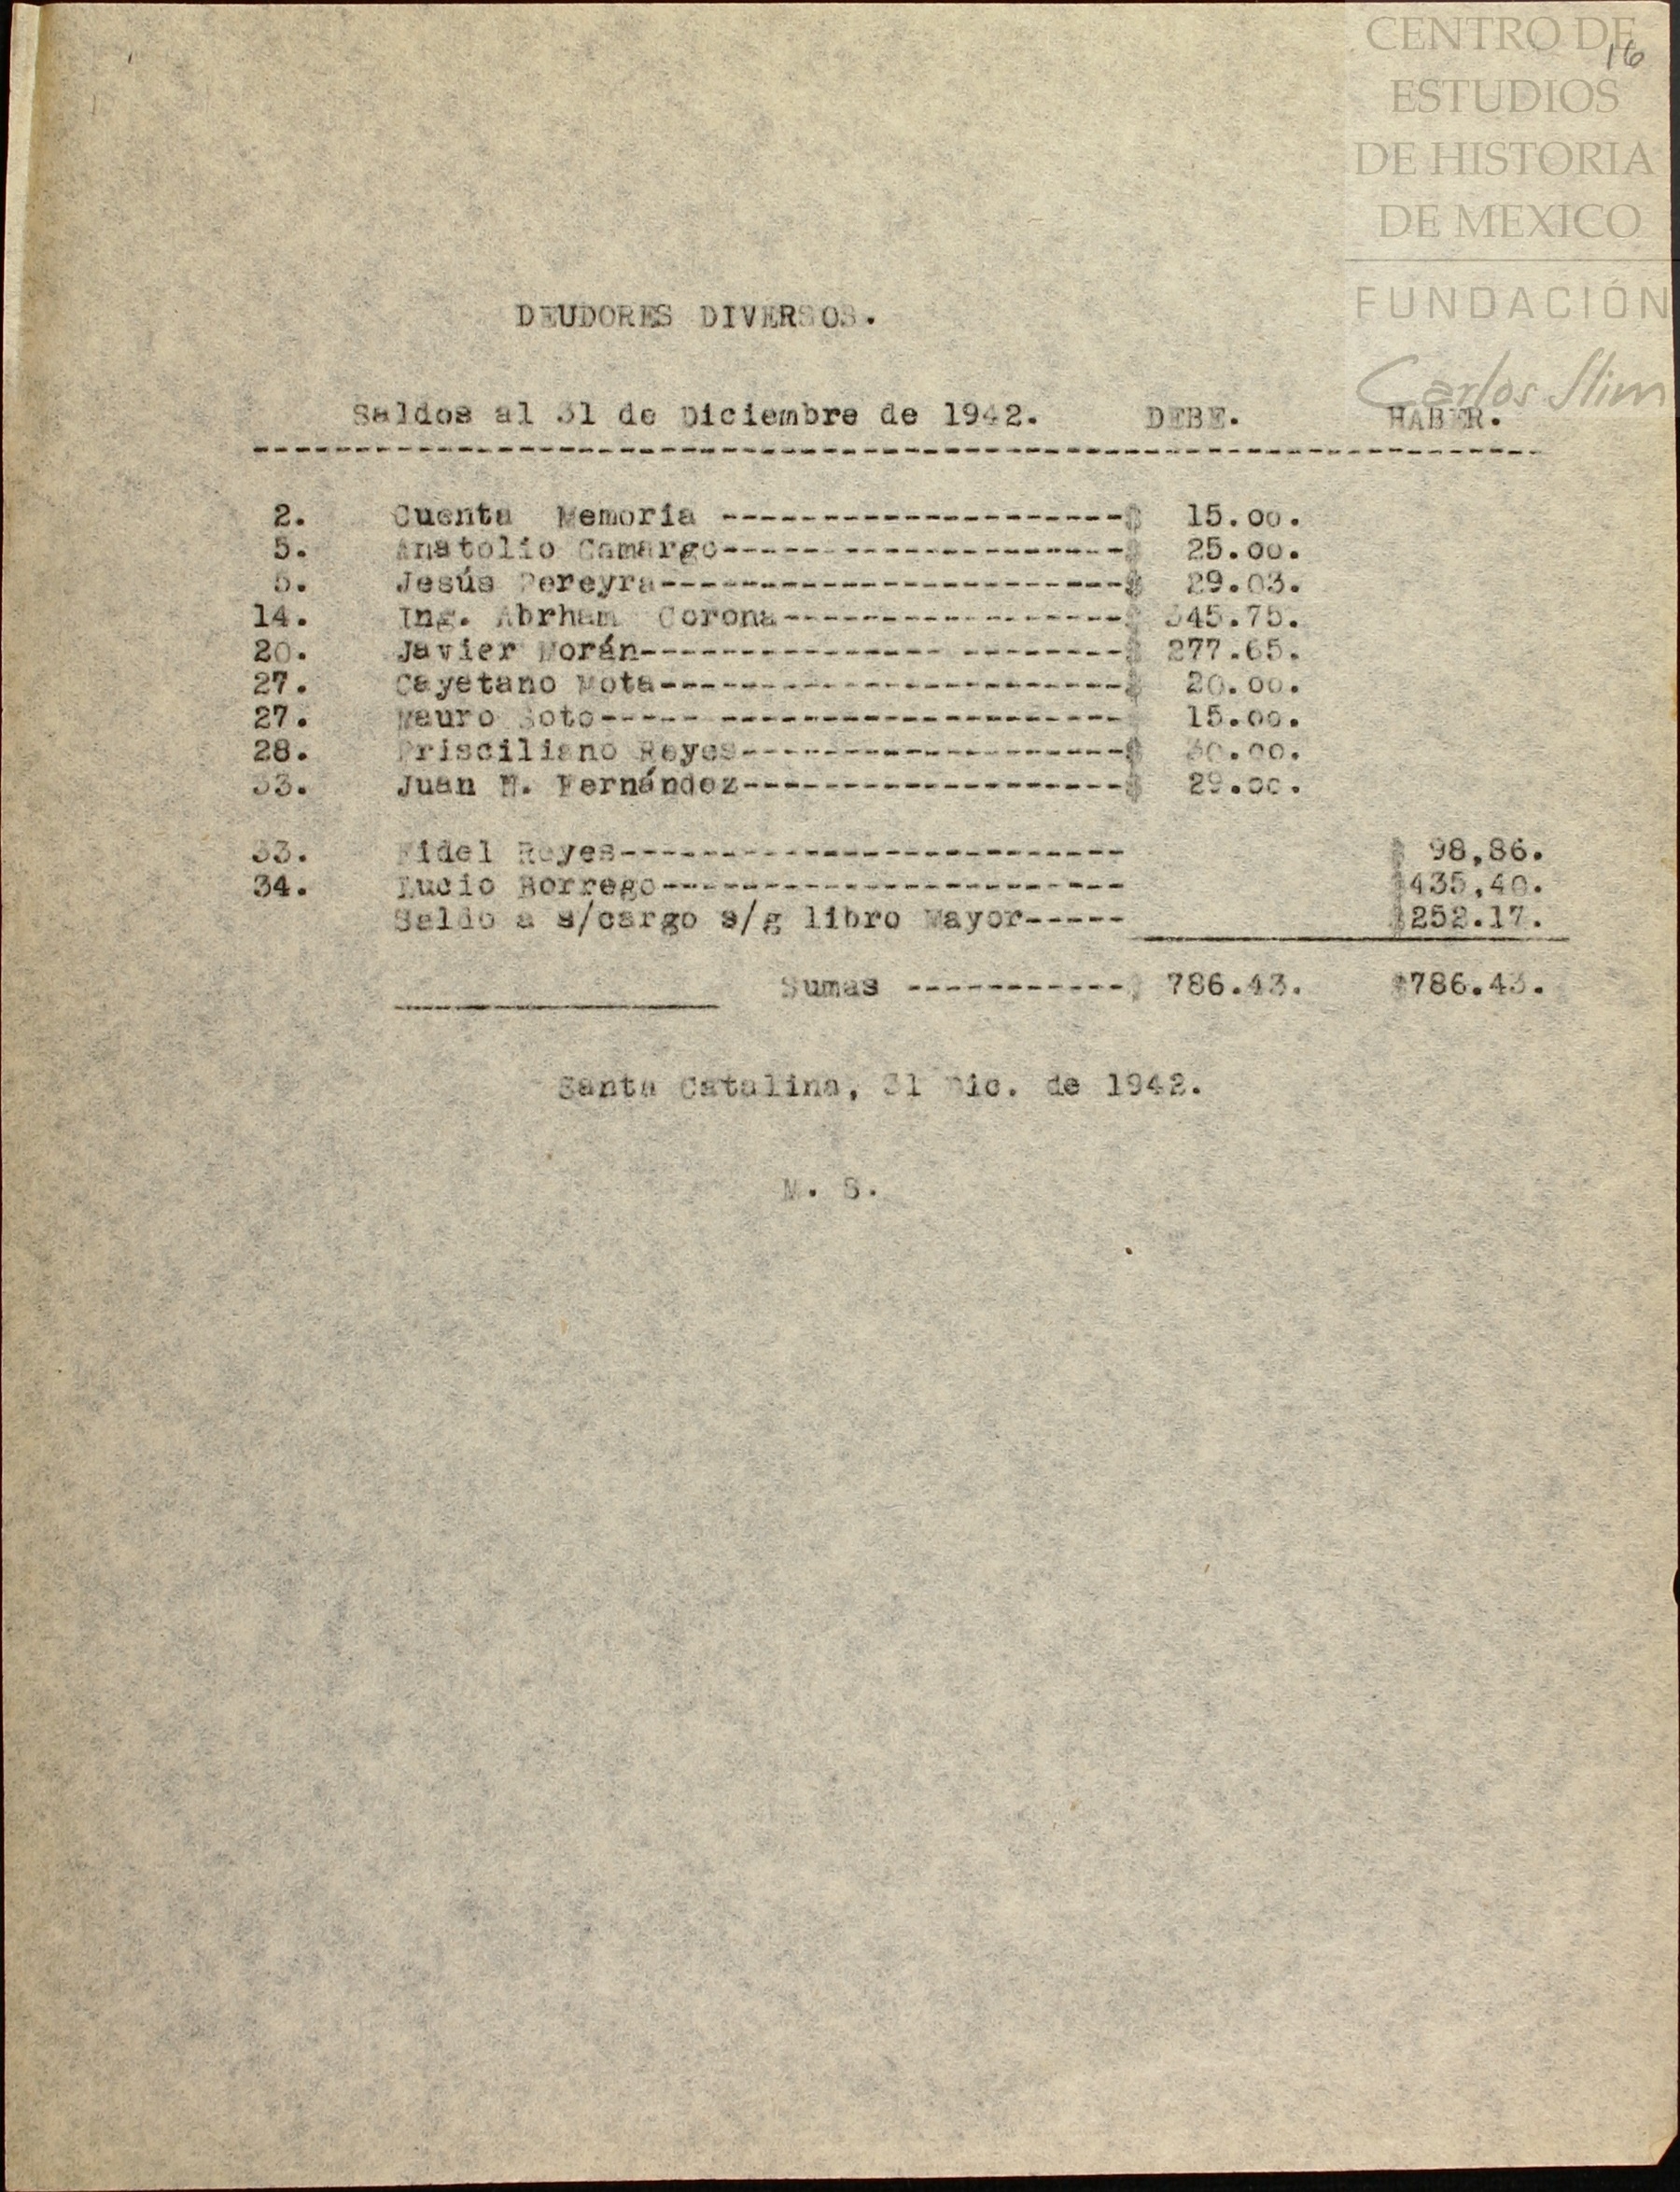 CENTRO DE
16
ESTUDIOS
DE HISTORIA
DE MEXICO
FUNDACIÓN
Carlos Slim
DEUDORES DIVERSOS.
Saldos al 31 de Diciembre de 1942. DEBE. HABER.
--------------------------------------------------------------
2. Cuenta Memoria --------------------$ 15.oo.
5. Anatolio Camargo--------------------$ 25.oo.
5. Jesús Pereyra-----------------------$ 29.03.
14. Ing. Abrham Corona-----------------$ 345.75.
20. Javier Morán--------------- --------$ 277.65.
27. Cayetano Mota-----------------------$ 20.oo.
27. Mauro Soto----- --------------------$ 15.oo.
28. Prisciliano Reyes-------------------$ 30.oo.
33. Juan M. Fernández-------------------$ 29.oo.
33. Fidel Reyes------------------------- $ 98,86.
34. Lucio Borrego----------------------- $435,40.
Saldo a s/cargo s/g libro Mayor----- $252.17.
Sumas -----------$ 786.43. $786.43.
Santa Catalina, 31 Dic. de 1942.
M. S.